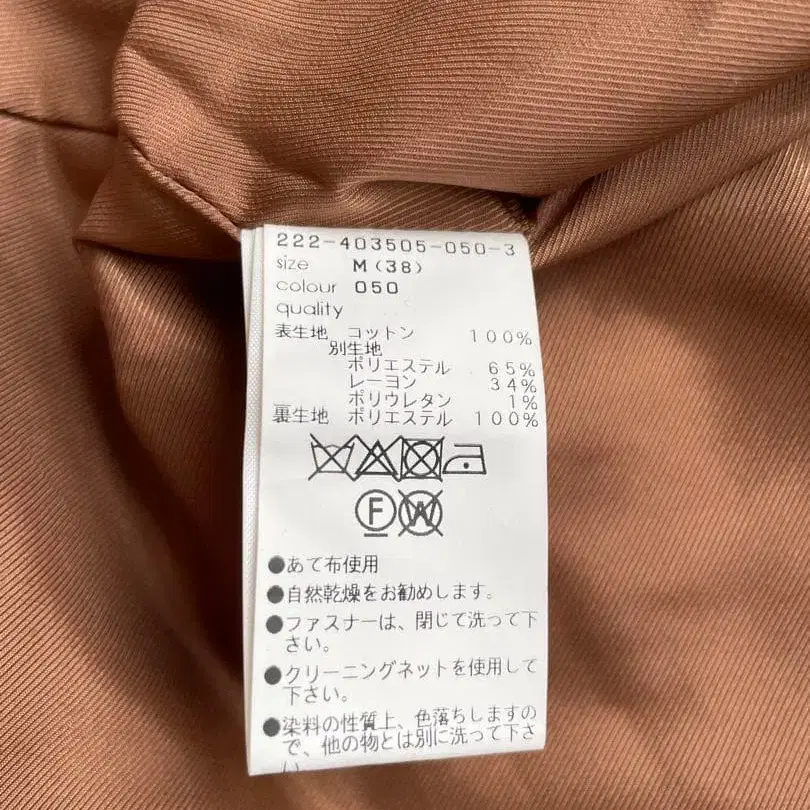 222-403505-050-3
size M(38)
colour 050
quality
表生地 コットン 100%
別生地
ポリエステル 65%
レーヨン 34%
ポリウレタン 1%
裏生地 ポリエステル 100%
F W
●あて布使用
●自然乾燥をお勧めします。
●ファスナーは、閉じて洗って下
さい。
●クリーニングネットを使用して
下さい。
●染料の性質上、色落ちしますの
で、他の物とは別に洗って下さ